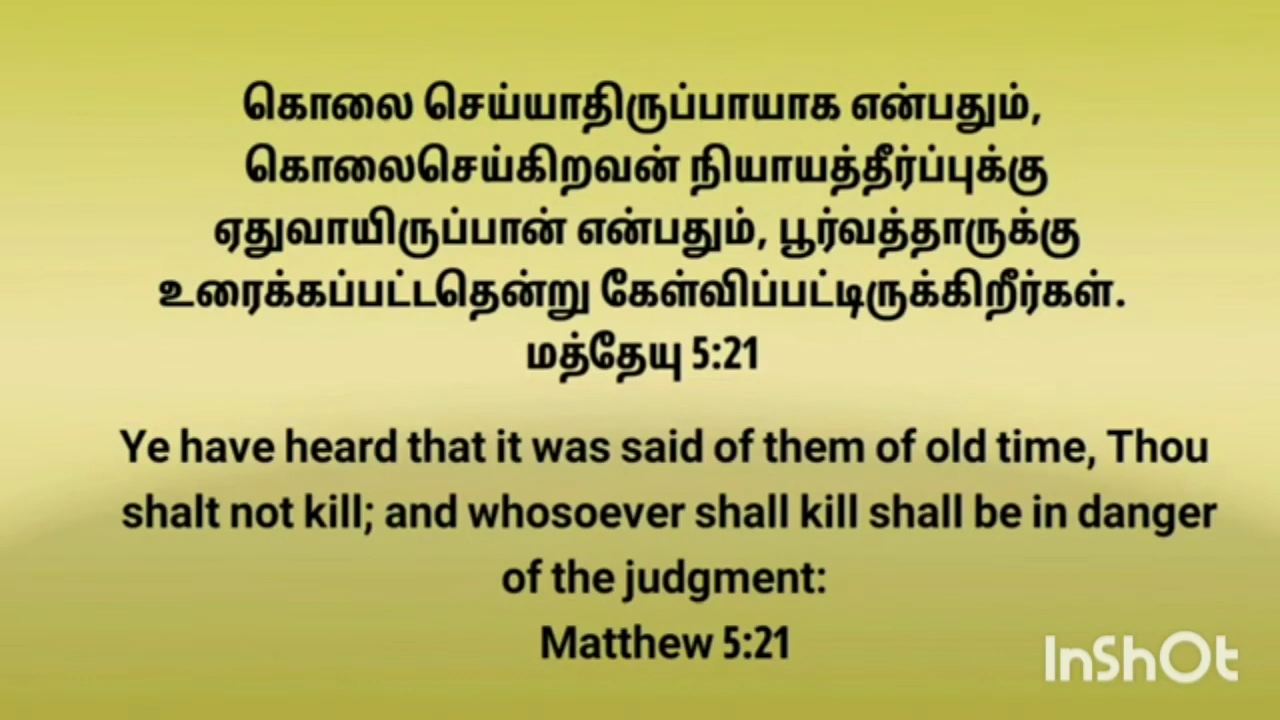 கொலை செய்யாதிருப்பாயாக என்பதும்,
கொலைசெய்கிறவன் நியாயத்தீர்ப்புக்கு
ஏதுவாயிருப்பான் என்பதும், பூர்வத்தாருக்கு
உரைக்கப்பட்டதென்று கேள்விப்பட்டிருக்கிறீர்கள்.
மத்தேயு 5:21
Ye have heard that it was said of them of old time, Thou
shalt not kill; and whosoever shall kill shall be in danger
of the judgment:
Matthew 5:21
InShOt